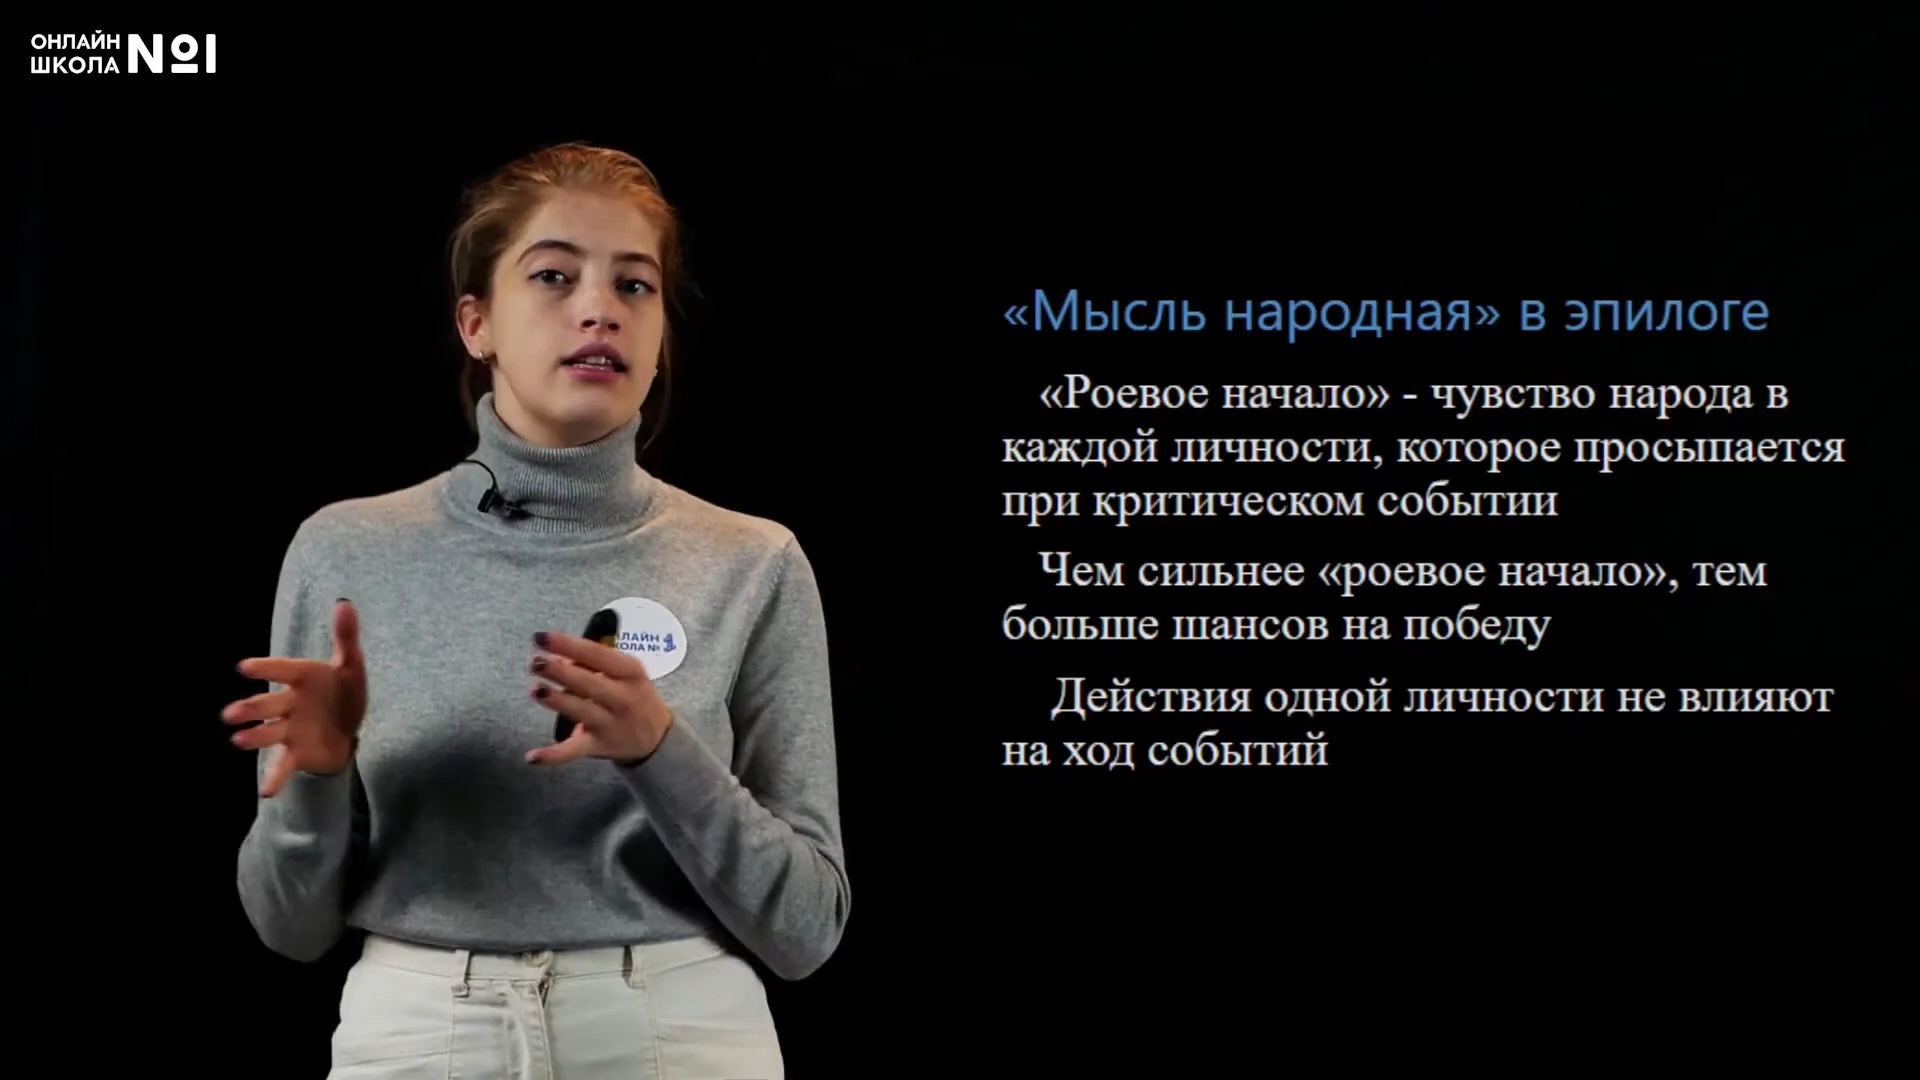 ОНЛАЙН
ШКОЛА №1
«Мысль народная» в эпилоге
«Роевое начало» - чувство народа в
каждой личности, которое просыпается
при критическом событии
Чем сильнее «роевое начало», тем
больше шансов на победу
Действия одной личности не влияют
на ход событий